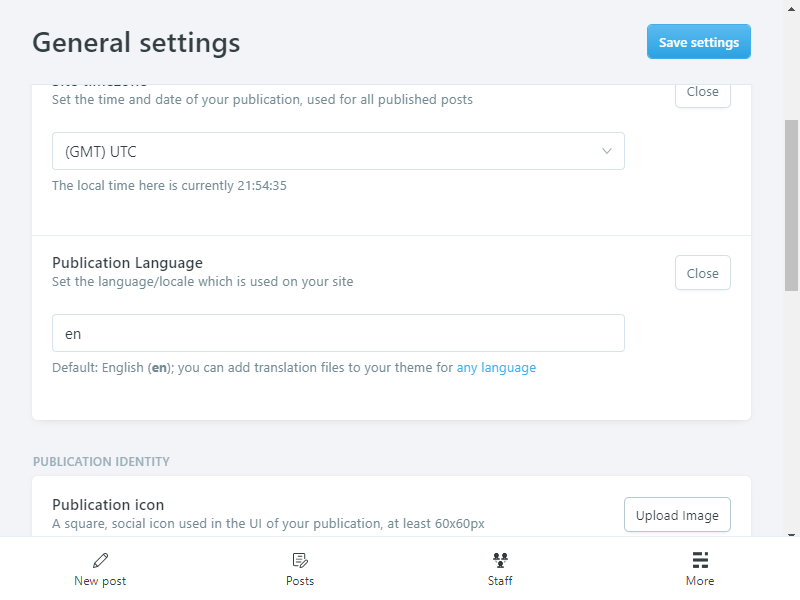 General settings
Save settings
Site timezone
Set the time and date of your publication, used for all published posts
Close
(GMT) UTC
The local time here is currently 21:54:35
Publication Language
Set the language/locale which is used on your site
Close
en
Default: English (en); you can add translation files to your theme for any language
PUBLICATION IDENTITY
Publication icon
A square, social icon used in the UI of your publication, at least 60x60px
Upload Image
New post
Posts
Staff
More